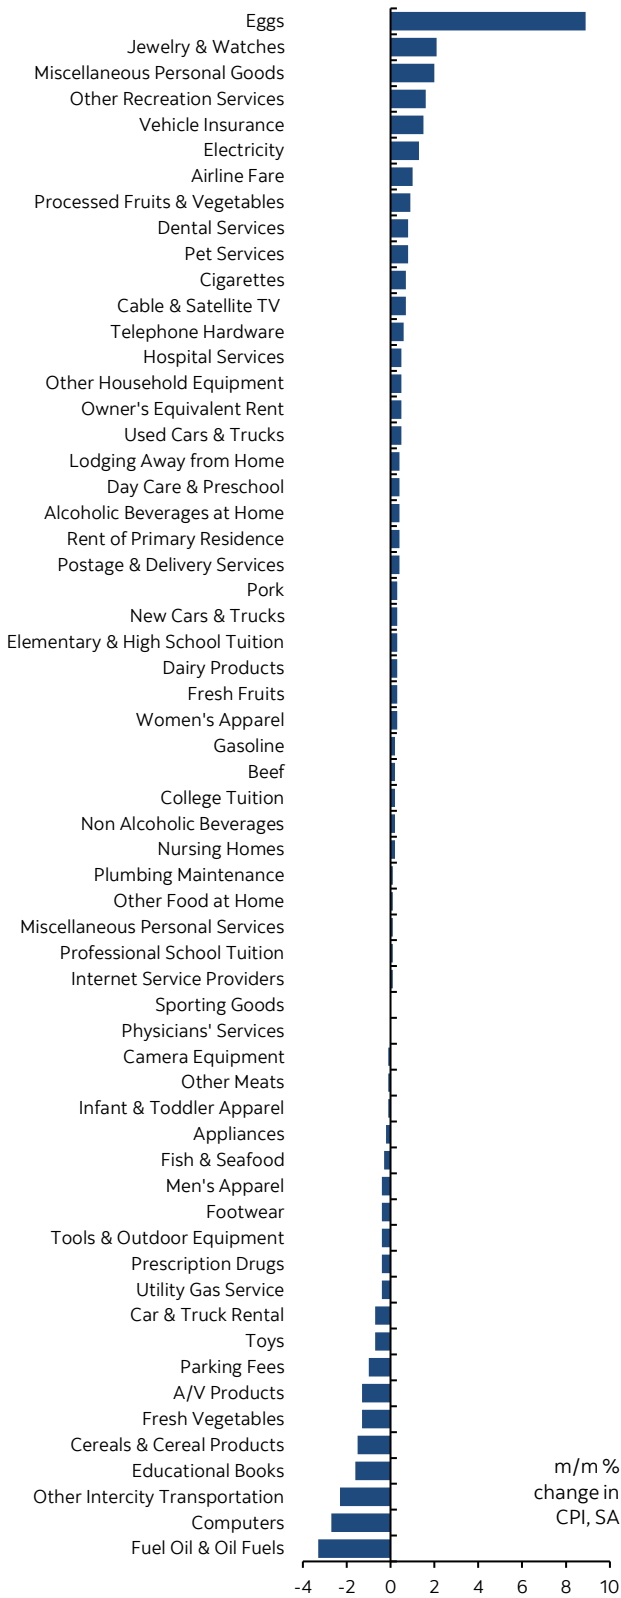 Eggs
Jewelry & Watches
Miscellaneous Personal Goods
Other Recreation Services
Vehicle Insurance
Electricity
Airline Fare
Processed Fruits & Vegetables
Dental Services
Pet Services
Cigarettes
Cable & Satellite TV
Telephone Hardware
Hospital Services
Other Household Equipment
Owner's Equivalent Rent
Used Cars & Trucks
Lodging Away from Home
Day Care & Preschool
Alcoholic Beverages at Home
Rent of Primary Residence
Postage & Delivery Services
Pork
New Cars & Trucks
Elementary & High School Tuition
Dairy Products
Fresh Fruits
Women's Apparel
Gasoline
Beef
College Tuition
Non Alcoholic Beverages
Nursing Homes
Plumbing Maintenance
Other Food at Home
Miscellaneous Personal Services
Professional School Tuition
Internet Service Providers
Sporting Goods
Physicians' Services
Camera Equipment
Other Meats
Infant & Toddler Apparel
Appliances
Fish & Seafood
Men's Apparel
Footwear
Tools & Outdoor Equipment
Prescription Drugs
Utility Gas Service
Car & Truck Rental
Toys
Parking Fees
A/V Products
Fresh Vegetables
Cereals & Cereal Products
Educational Books
Other Intercity Transportation
Computers
Fuel Oil & Oil Fuels
m/m %
change in
CPI, SA
-4 -2 0 2 4 6 8 10